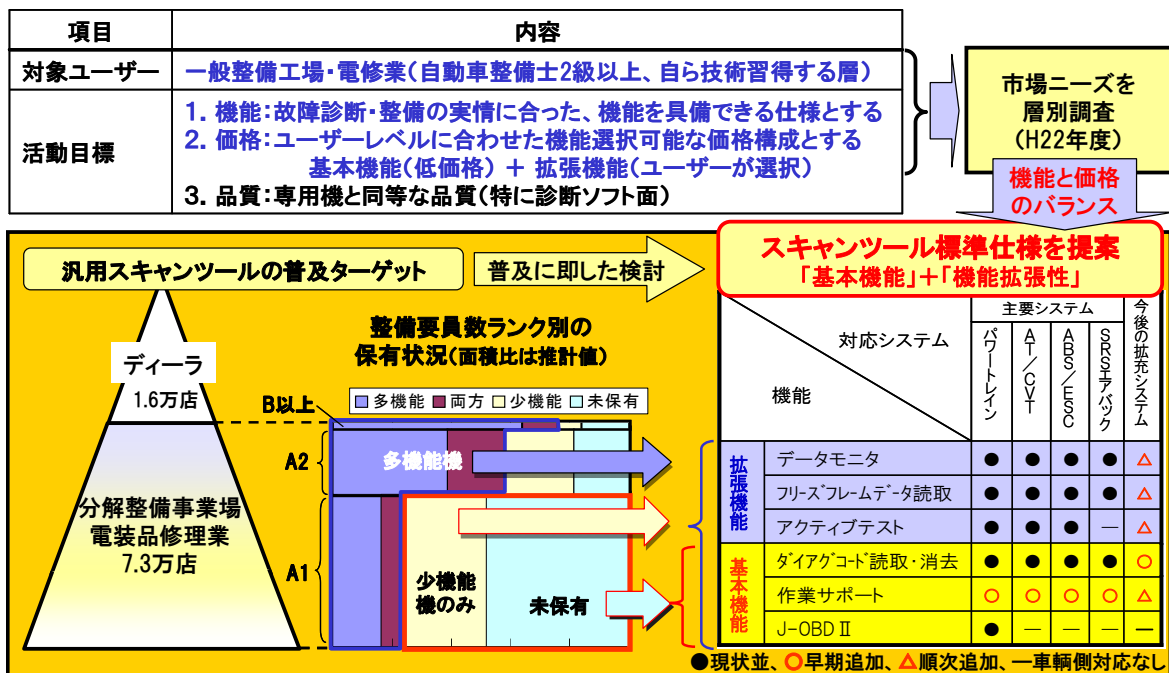 項目 内容
対象ユーザー 一般整備工場・電修業(自動車整備士2級以上、自ら技術習得する層)
活動目標
1. 機能:故障診断・整備の実情に合った、機能を具備できる仕様とする
2. 価格:ユーザーレベルに合わせた機能選択可能な価格構成とする
基本機能(低価格) + 拡張機能(ユーザーが選択)
3. 品質:専用機と同等な品質(特に診断ソフト面)
市場ニーズを
層別調査
(H22年度)
機能と価格
のバランス
汎用スキャンツールの普及ターゲット
普及に即した検討
スキャンツール標準仕様を提案
「基本機能」+「機能拡張性」
ディーラ
1.6万店
分解整備事業場
電装品修理業
7.3万店
整備要員数ランク別の
保有状況(面積比は推計値)
多機能 両方 少機能 未保有
B以上
A2
A1
多機能機
少機能
機のみ
未保有
対応システム
機能
主要システム
パワートレイン
AT/CVT
ABS/ESC
SRSエアバック
今後の拡充システム
拡張機能
データモニタ ● ● ● ● △
フリーズフレームデータ読取 ● ● ● ● △
アクティブテスト ● ● ● — △
基本機能
ダイアグコード読取・消去 ● ● ● ● ○
作業サポート ○ ○ ○ ○ △
J-OBDⅡ ● — — — —
●現状並、○早期追加、△順次追加、—車輌側対応なし